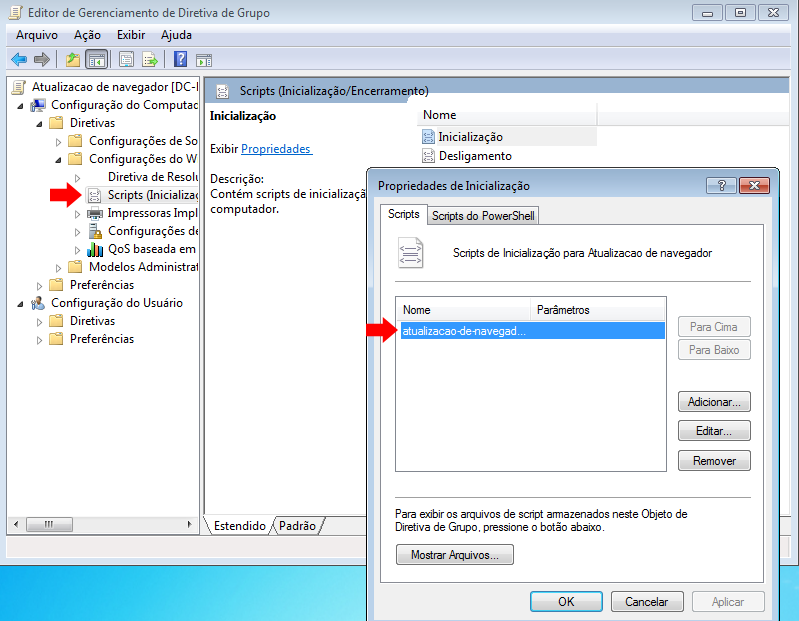 Editor de Gerenciamento de Diretiva de Grupo
Arquivo Ação Exibir Ajuda
Atualizacao de navegador [DC-
Configuração do Computac
Diretivas
Configurações de So
Configurações do W
Diretiva de Resolu
Scripts (Inicializaç
Impressoras Impl
Configurações de
QoS baseada em
Modelos Administrat
Preferências
Configuração do Usuário
Diretivas
Preferências
Scripts (Inicialização/Encerramento)
Inicialização
Exibir Propriedades
Descrição:
Contém scripts de inicializaçã
computador.
Nome
Inicialização
Desligamento
Estendido Padrão
Propriedades de Inicialização
Scripts Scripts do PowerShell
Scripts de Inicialização para Atualizacao de navegador
Nome Parâmetros
atualizacao-de-navegad...
Para Cima
Para Baixo
Adicionar...
Editar...
Remover
Para exibir os arquivos de script armazenados neste Objeto de
Diretiva de Grupo, pressione o botão abaixo.
Mostrar Arquivos...
OK Cancelar Aplicar